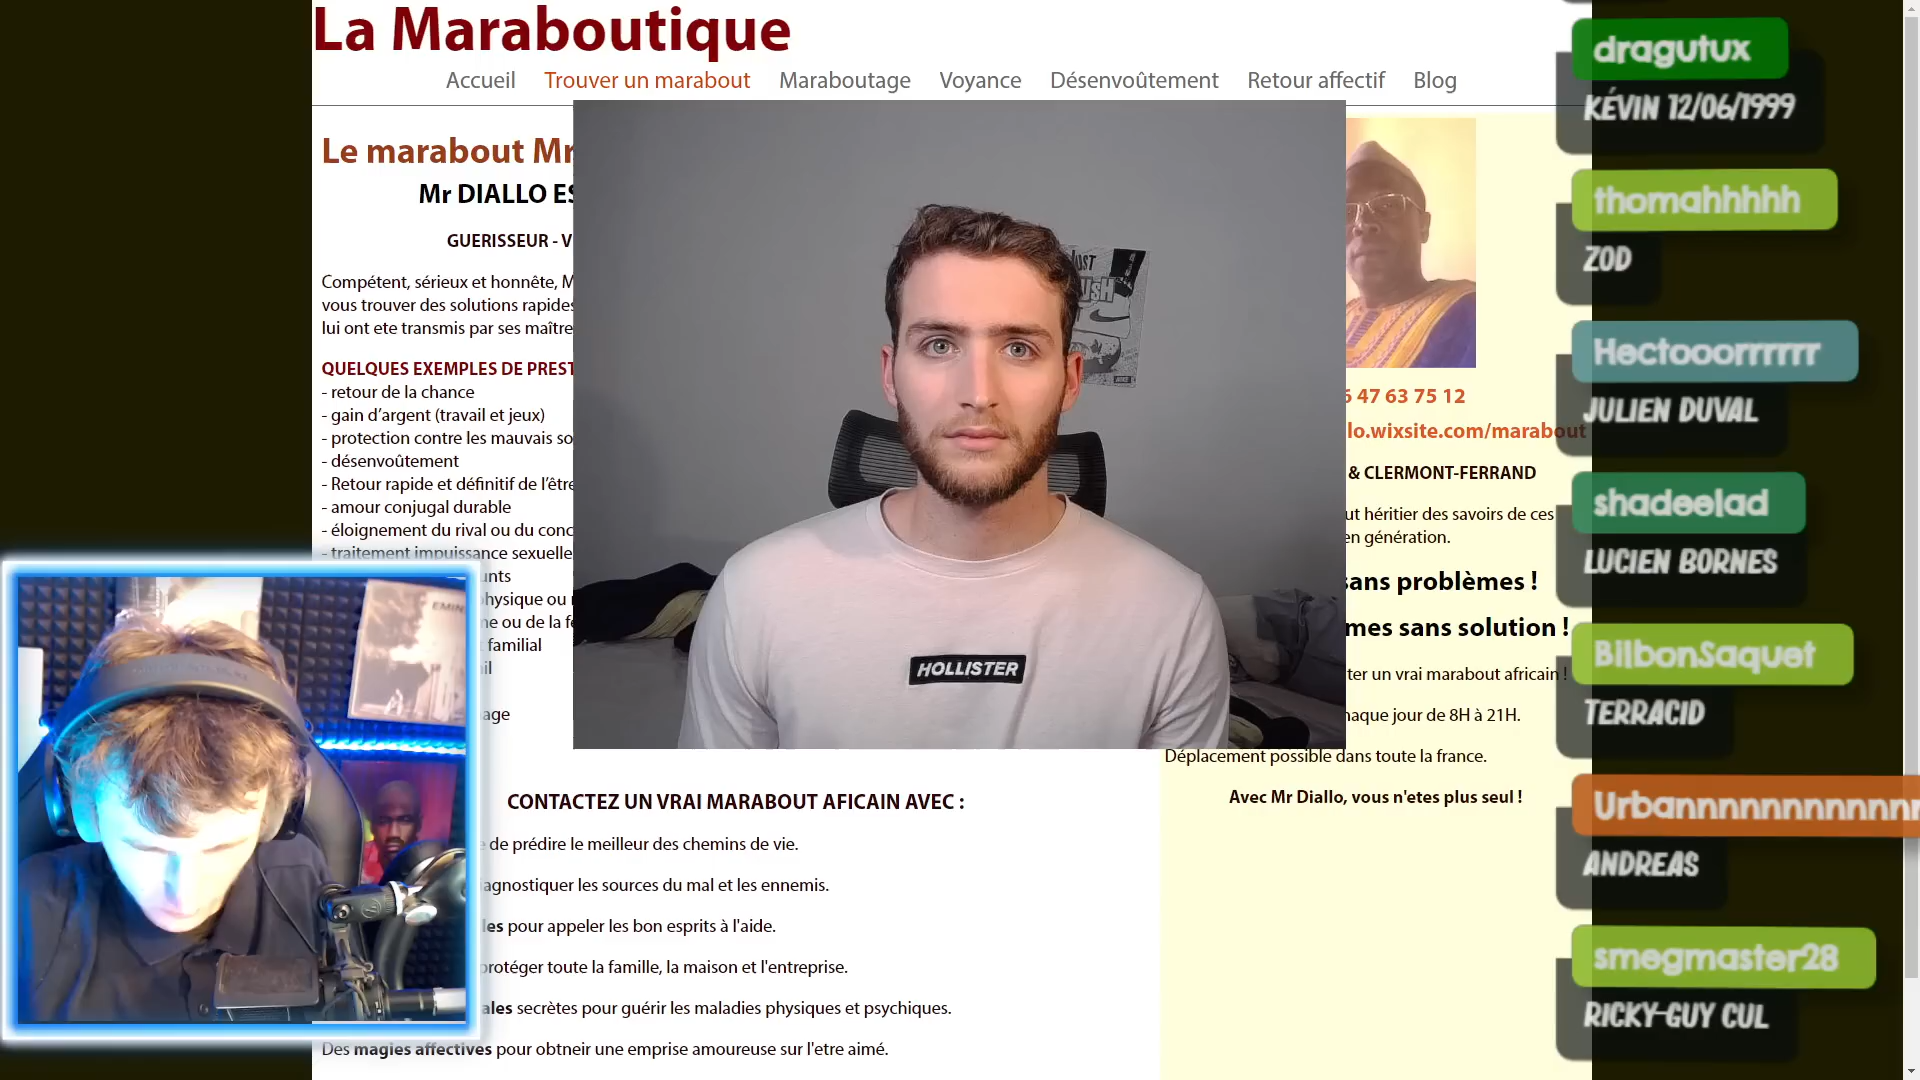 La Maraboutique
Accueil
Trouver un marabout
Maraboutage
Voyance
Désenvoûtement
Retour affectif
Blog
Le marabout Mr
Mr DIALLO ES
GUERISSEUR - V
Compétent, sérieux et honnête, M
vous trouver des solutions rapides
lui ont ete transmis par ses maître
QUELQUES EXEMPLES DE PREST
- retour de la chance
- gain d’argent (travail et jeux)
- protection contre les mauvais so
- désenvoûtement
- Retour rapide et définitif de l’être
- amour conjugal durable
- éloignement du rival ou du conc
- traitement impuissance sexuelle
unts
physique ou
ne ou de la fe
familial
age
EMIN
JUST
HOLLISTER
47 63 75 12
lo.wixsite.com/marabout
& CLERMONT-FERRAND
ut héritier des savoirs de ces
en génération.
sans problèmes !
mes sans solution !
ter un vrai marabout africain !
haque jour de 8H à 21H.
Déplacement possible dans toute la france.
Avec Mr Diallo, vous n'etes plus seul !
CONTACTEZ UN VRAI MARABOUT AFICAIN AVEC :
e de prédire le meilleur des chemins de vie.
iagnostiquer les sources du mal et les ennemis.
les pour appeler les bon esprits à l'aide.
protéger toute la famille, la maison et l'entreprise.
ales secrètes pour guérir les maladies physiques et psychiques.
Des magies affectives pour obtneir une emprise amoureuse sur l'etre aimé.
dragutux
KÉVIN 12/06/1999
thomahhhhh
ZOD
Hectooorrrrrr
JULIEN DUVAL
shadeelad
LUCIEN BORNES
BilbonSaquet
TERRACID
Urbannnnnnnnnnnn
ANDREAS
smegmaster28
RICKY-GUY CUL